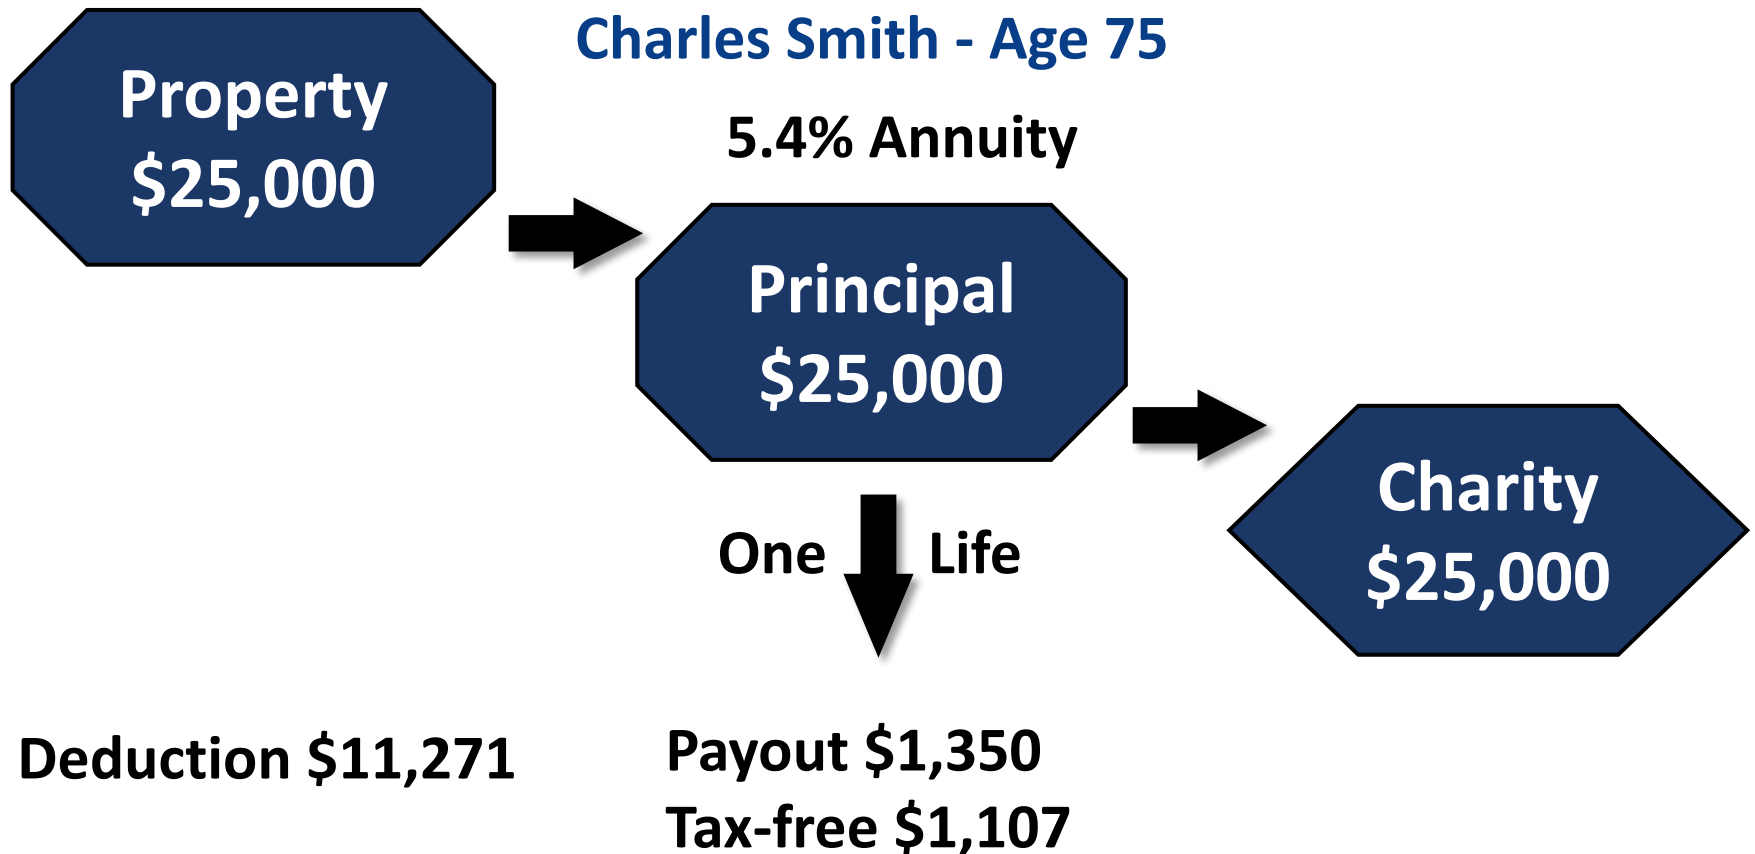 Charles Smith - Age 75
Property
$25,000
5.4% Annuity
Principal
$25,000
Charity
$25,000
One Life
Deduction $11,271
Payout $1,350
Tax-free $1,107